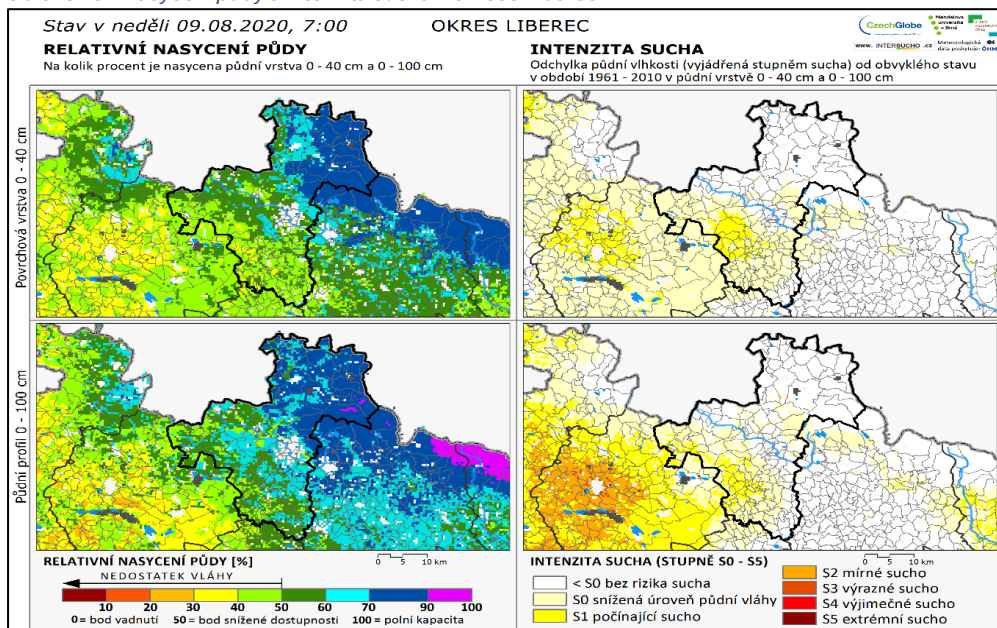 Stav v neděli 09.08.2020, 7:00
OKRES LIBEREC
CzechGlobe
Mendelova
univerzita
v Brně
www.INTERSUCHO.cz
Meteorologická
data poskytuje:
ČHMÚ
RELATIVNÍ NASYCENÍ PŮDY
Na kolik procent je nasycena půdní vrstva 0 - 40 cm a 0 - 100 cm
INTENZITA SUCHA
Odchylka půdní vlhkosti (vyjádřená stupněm sucha) od obvyklého stavu
v období 1961 - 2010 v půdní vrstvě 0 - 40 cm a 0 - 100 cm
Povrchová vrstva 0 - 40 cm
Půdní profil 0 - 100 cm
RELATIVNÍ NASYCENÍ PŮDY [%]
0 5 10 km
NEDOSTATEK VLÁHY
10 20 30 40 50 60 70 80 90 100
0 = bod vadnutí 50 = bod snížené dostupnosti 100 = polní kapacita
INTENZITA SUCHA (STUPNĚ S0 - S5)
0 5 10 km
< S0 bez rizika sucha
S0 snížená úroveň půdní vláhy
S1 počínající sucho
S2 mírné sucho
S3 výrazné sucho
S4 výjimečné sucho
S5 extrémní sucho